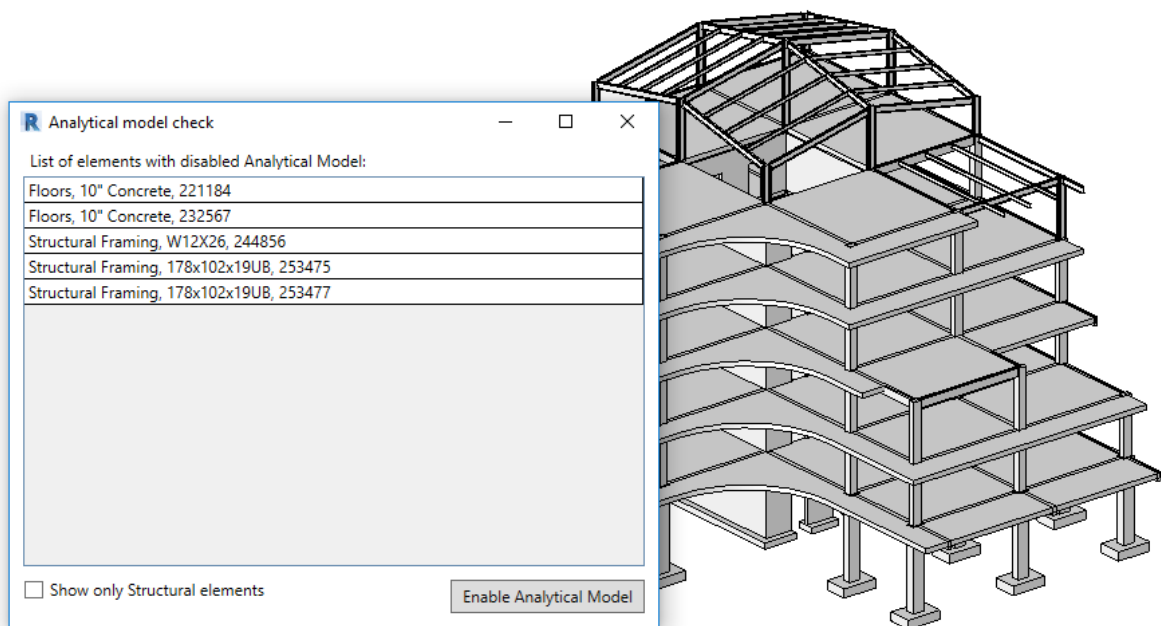 Analytical model check
List of elements with disabled Analytical Model:
Floors, 10" Concrete, 221184
Floors, 10" Concrete, 232567
Structural Framing, W12X26, 244856
Structural Framing, 178x102x19UB, 253475
Structural Framing, 178x102x19UB, 253477
Show only Structural elements
Enable Analytical Model